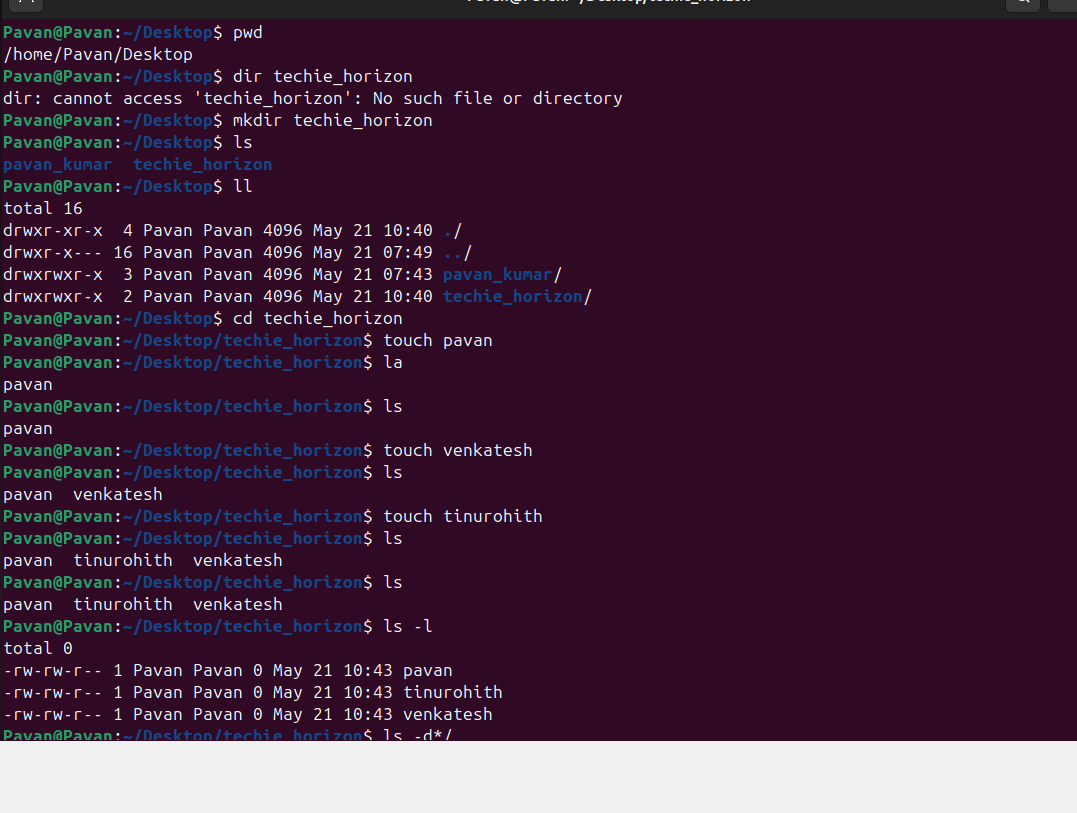 Pavan@Pavan:~/Desktop$ pwd
/home/Pavan/Desktop
Pavan@Pavan:~/Desktop$ dir techie_horizon
dir: cannot access 'techie_horizon': No such file or directory
Pavan@Pavan:~/Desktop$ mkdir techie_horizon
Pavan@Pavan:~/Desktop$ ls
pavan_kumar  techie_horizon
Pavan@Pavan:~/Desktop$ ll
total 16
drwxr-xr-x  4 Pavan Pavan 4096 May 21 10:40 ./
drwxr-x--- 16 Pavan Pavan 4096 May 21 07:49 ../
drwxrwxr-x  3 Pavan Pavan 4096 May 21 07:43 pavan_kumar/
drwxrwxr-x  2 Pavan Pavan 4096 May 21 10:40 techie_horizon/
Pavan@Pavan:~/Desktop$ cd techie_horizon
Pavan@Pavan:~/Desktop/techie_horizon$ touch pavan
Pavan@Pavan:~/Desktop/techie_horizon$ la
pavan
Pavan@Pavan:~/Desktop/techie_horizon$ ls
pavan
Pavan@Pavan:~/Desktop/techie_horizon$ touch venkatesh
Pavan@Pavan:~/Desktop/techie_horizon$ ls
pavan  venkatesh
Pavan@Pavan:~/Desktop/techie_horizon$ touch tinurohith
Pavan@Pavan:~/Desktop/techie_horizon$ ls
pavan  tinurohith  venkatesh
Pavan@Pavan:~/Desktop/techie_horizon$ ls
pavan  tinurohith  venkatesh
Pavan@Pavan:~/Desktop/techie_horizon$ ls -l
total 0
-rw-rw-r-- 1 Pavan Pavan 0 May 21 10:43 pavan
-rw-rw-r-- 1 Pavan Pavan 0 May 21 10:43 tinurohith
-rw-rw-r-- 1 Pavan Pavan 0 May 21 10:43 venkatesh
Pavan@Pavan:~/Desktop/techie_horizon$ ls -d*/